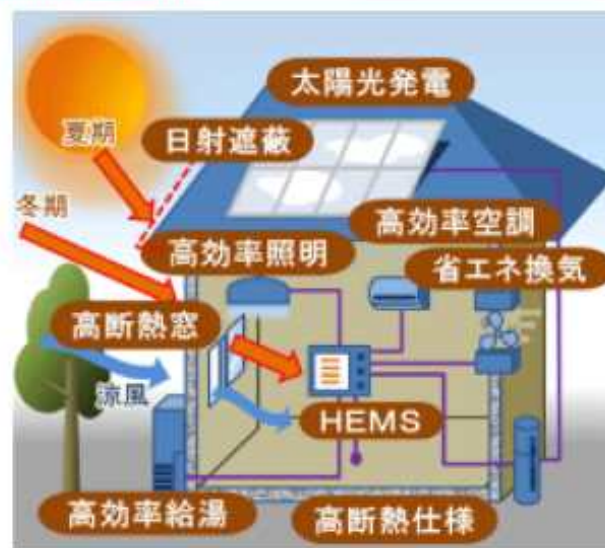 太陽光発電
夏期
日射遮蔽
冬期
高効率空調
高効率照明
省エネ換気
高断熱窓
涼風
HEMS
高効率給湯
高断熱仕様